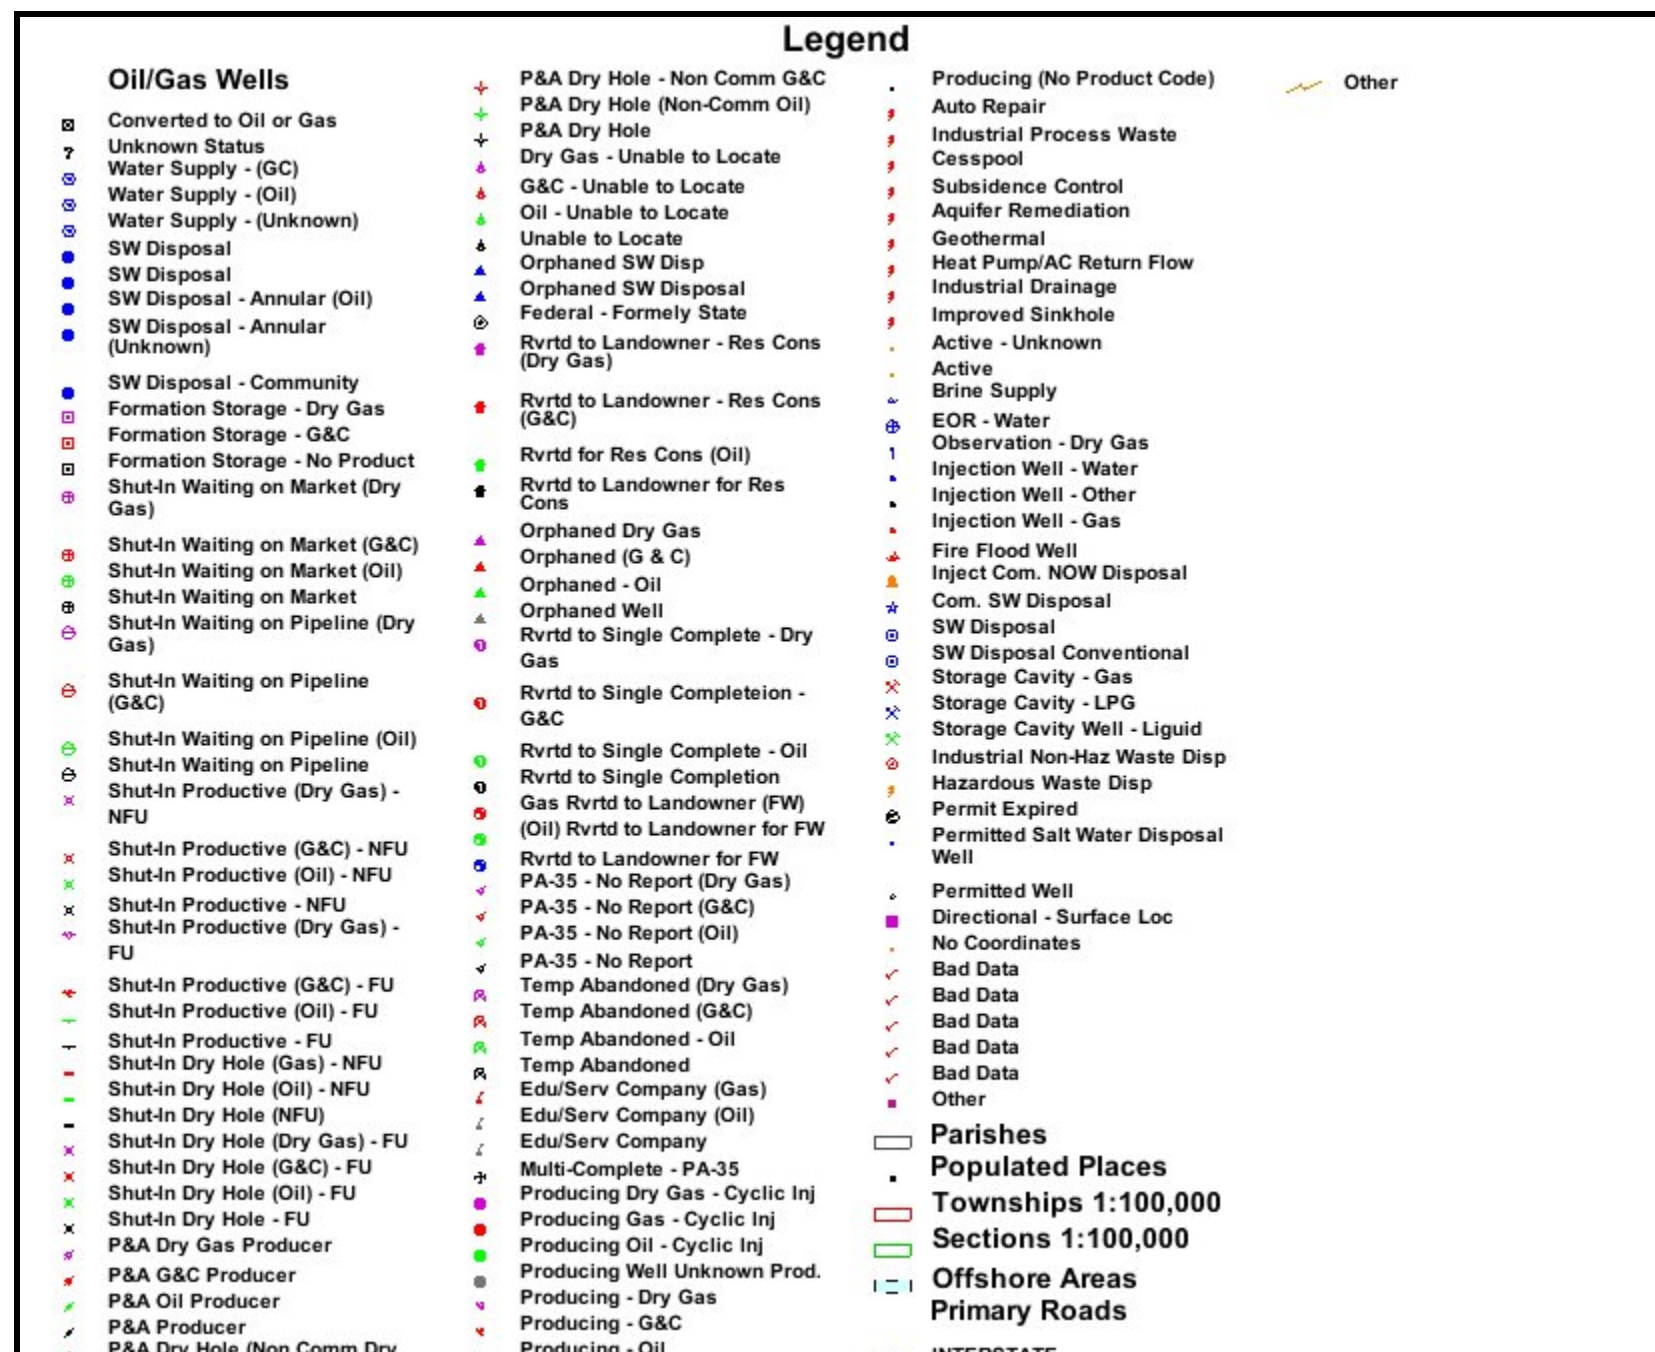 Legend
Oil/Gas Wells
Converted to Oil or Gas
Unknown Status
Water Supply - (GC)
Water Supply - (Oil)
Water Supply - (Unknown)
SW Disposal
SW Disposal
SW Disposal - Annular (Oil)
SW Disposal - Annular
(Unknown)
SW Disposal - Community
Formation Storage - Dry Gas
Formation Storage - G&C
Formation Storage - No Product
Shut-In Waiting on Market (Dry
Gas)
Shut-In Waiting on Market (G&C)
Shut-In Waiting on Market (Oil)
Shut-In Waiting on Market
Shut-In Waiting on Pipeline (Dry
Gas)
Shut-In Waiting on Pipeline
(G&C)
Shut-In Waiting on Pipeline (Oil)
Shut-In Waiting on Pipeline
Shut-In Productive (Dry Gas) -
NFU
Shut-In Productive (G&C) - NFU
Shut-In Productive (Oil) - NFU
Shut-In Productive - NFU
Shut-In Productive (Dry Gas) -
FU
Shut-In Productive (G&C) - FU
Shut-In Productive (Oil) - FU
Shut-In Productive - FU
Shut-In Dry Hole (Gas) - NFU
Shut-in Dry Hole (Oil) - NFU
Shut-In Dry Hole (NFU)
Shut-In Dry Hole (Dry Gas) - FU
Shut-In Dry Hole (G&C) - FU
Shut-In Dry Hole (Oil) - FU
Shut-In Dry Hole - FU
P&A Dry Gas Producer
P&A G&C Producer
P&A Oil Producer
P&A Producer
P&A Dry Hole (Non Comm Dry
P&A Dry Hole - Non Comm G&C
P&A Dry Hole (Non-Comm Oil)
P&A Dry Hole
Dry Gas - Unable to Locate
G&C - Unable to Locate
Oil - Unable to Locate
Unable to Locate
Orphaned SW Disp
Orphaned SW Disposal
Federal - Formely State
Rvrtd to Landowner - Res Cons
(Dry Gas)
Rvrtd to Landowner - Res Cons
(G&C)
Rvrtd for Res Cons (Oil)
Rvrtd to Landowner for Res
Cons
Orphaned Dry Gas
Orphaned (G & C)
Orphaned - Oil
Orphaned Well
Rvrtd to Single Complete - Dry
Gas
Rvrtd to Single Completeion -
G&C
Rvrtd to Single Complete - Oil
Rvrtd to Single Completion
Gas Rvrtd to Landowner (FW)
(Oil) Rvrtd to Landowner for FW
Rvrtd to Landowner for FW
PA-35 - No Report (Dry Gas)
PA-35 - No Report (G&C)
PA-35 - No Report (Oil)
PA-35 - No Report
Temp Abandoned (Dry Gas)
Temp Abandoned (G&C)
Temp Abandoned - Oil
Temp Abandoned
Edu/Serv Company (Gas)
Edu/Serv Company (Oil)
Edu/Serv Company
Multi-Complete - PA-35
Producing Dry Gas - Cyclic Inj
Producing Gas - Cyclic Inj
Producing Oil - Cyclic Inj
Producing Well Unknown Prod.
Producing - Dry Gas
Producing - G&C
Producing - Oil
Producing (No Product Code)
Auto Repair
Industrial Process Waste
Cesspool
Subsidence Control
Aquifer Remediation
Geothermal
Heat Pump/AC Return Flow
Industrial Drainage
Improved Sinkhole
Active - Unknown
Active
Brine Supply
EOR - Water
Observation - Dry Gas
Injection Well - Water
Injection Well - Other
Injection Well - Gas
Fire Flood Well
Inject Com. NOW Disposal
Com. SW Disposal
SW Disposal
SW Disposal Conventional
Storage Cavity - Gas
Storage Cavity - LPG
Storage Cavity Well - Liguid
Industrial Non-Haz Waste Disp
Hazardous Waste Disp
Permit Expired
Permitted Salt Water Disposal
Well
Permitted Well
Directional - Surface Loc
No Coordinates
Bad Data
Bad Data
Bad Data
Bad Data
Bad Data
Other
Parishes
Populated Places
Townships 1:100,000
Sections 1:100,000
Offshore Areas
Primary Roads
INTERSTATE
Other